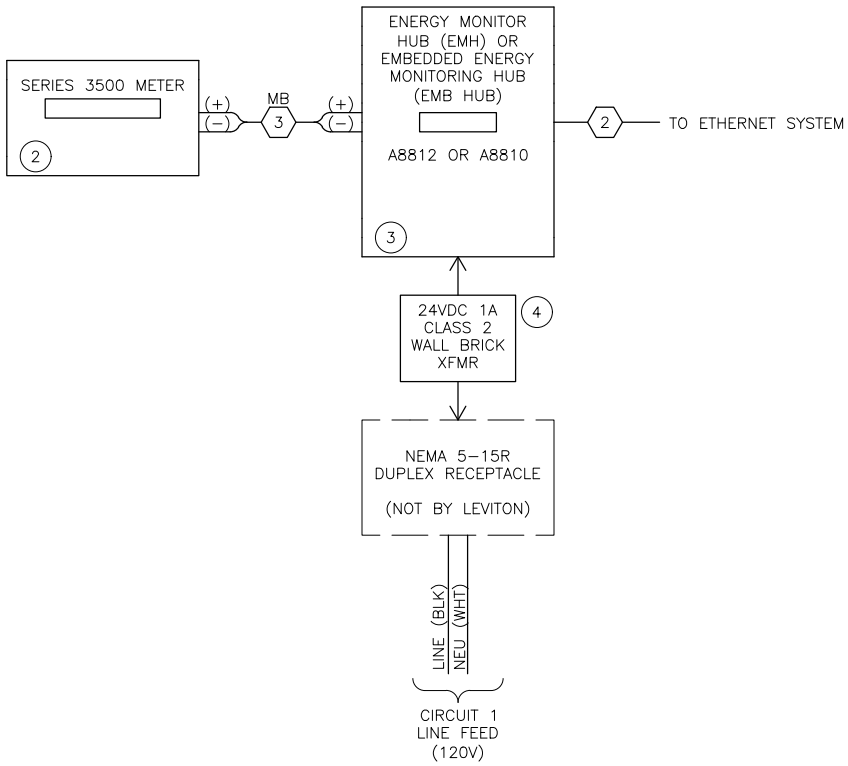 ENERGY MONITOR
HUB (EMH) OR
EMBEDDED ENERGY
MONITORING HUB
(EMB HUB)
A8812 OR A8810
3
SERIES 3500 METER
2
(+)
(-)
MB
3
(+)
(-)
2
TO ETHERNET SYSTEM
24VDC 1A
CLASS 2
WALL BRICK
XFMR
4
NEMA 5-15R
DUPLEX RECEPTACLE
(NOT BY LEVITON)
LINE (BLK)
NEU (WHT)
CIRCUIT 1
LINE FEED
(120V)